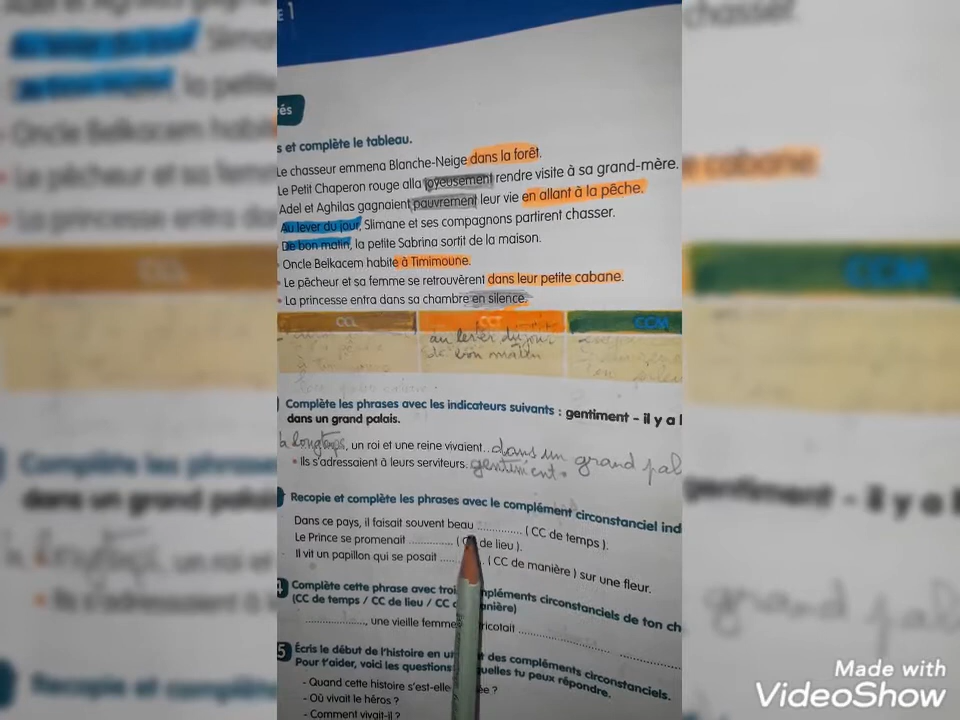 E 1
és
s et complète le tableau.
Le chasseur emmena Blanche-Neige dans la forêt.
Le Petit Chaperon rouge alla joyeusement rendre visite à sa grand-mère.
Adel et Aghilas gagnaient pauvrement leur vie en allant à la pêche.
Au lever du jour, Slimane et ses compagnons partirent chasser.
De bon matin, la petite Sabrina sortit de la maison.
• Oncle Belkacem habite à Timimoune.
• Le pêcheur et sa femme se retrouvèrent dans leur petite cabane.
• La princesse entra dans sa chambre en silence.
CCL CCT CCM
au lever du jour
de bon matin
Complète les phrases avec les indicateurs suivants : gentiment – il y a l
dans un grand palais.
a longtemps, un roi et une reine vivaient.. dans un grand pal
• Ils s'adressaient à leurs serviteurs. gentiment.
Recopie et complète les phrases avec le complément circonstanciel ind
Dans ce pays, il faisait souvent beau ............ ( CC de temps ).
Le Prince se promenait ............ ( CC de lieu ).
Il vit un papillon qui se posait ............ ( CC de manière ) sur une fleur.
4 Complète cette phrase avec troi mpléments circonstanciels de ton ch
(CC de temps / CC de lieu / CC anière)
................, une vieille femme tricotait ................
5 Écris le début de l'histoire en u des compléments circonstanciels.
Pour t'aider, voici les questions quelles tu peux répondre.
- Quand cette histoire s'est-elle ée ?
- Où vivait le héros ?
- Comment vivait-il ?
Made with
VideoShow